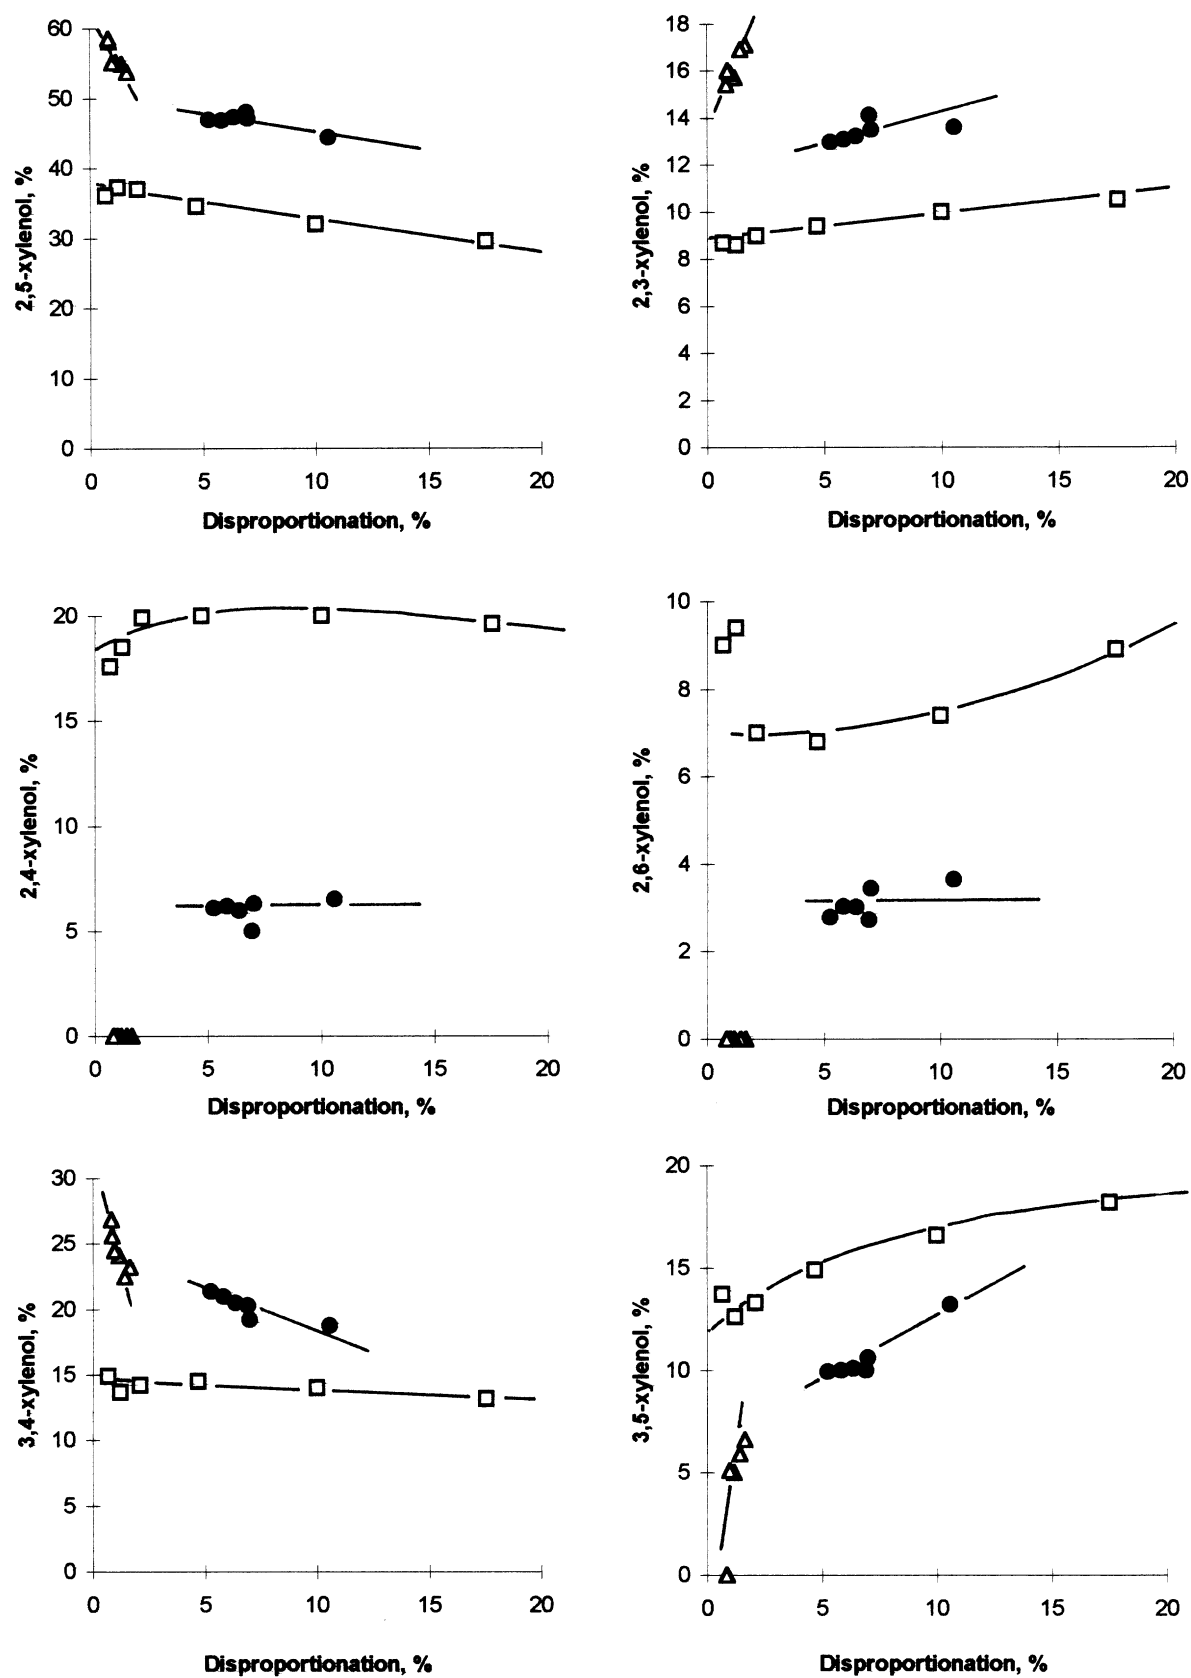 2,5-xylenol, %
60
50
40
30
20
10
0
0 5 10 15 20
Disproportionation, %
2,3-xylenol, %
18
16
14
12
10
8
6
4
2
0
0 5 10 15 20
Disproportionation, %
2,4-xylenol, %
20
15
10
5
0
0 5 10 15 20
Disproportionation, %
2,6-xylenol, %
10
8
6
4
2
0
0 5 10 15 20
Disproportionation, %
3,4-xylenol, %
30
25
20
15
10
5
0
0 5 10 15 20
Disproportionation, %
3,5-xylenol, %
20
15
10
5
0
0 5 10 15 20
Disproportionation, %